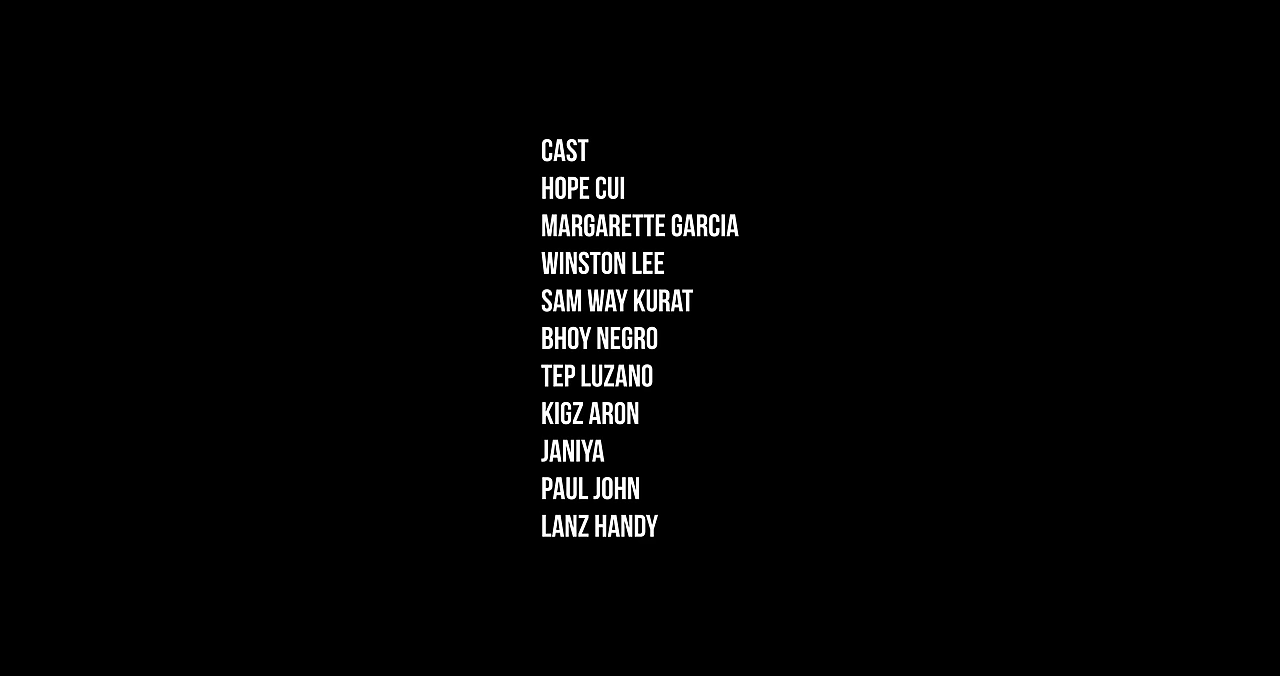 CAST
HOPE CUI
MARGARETTE GARCIA
WINSTON LEE
SAM WAY KURAT
BHOY NEGRO
TEP LUZANO
KIGZ ARON
JANIYA
PAUL JOHN
LANZ HANDY